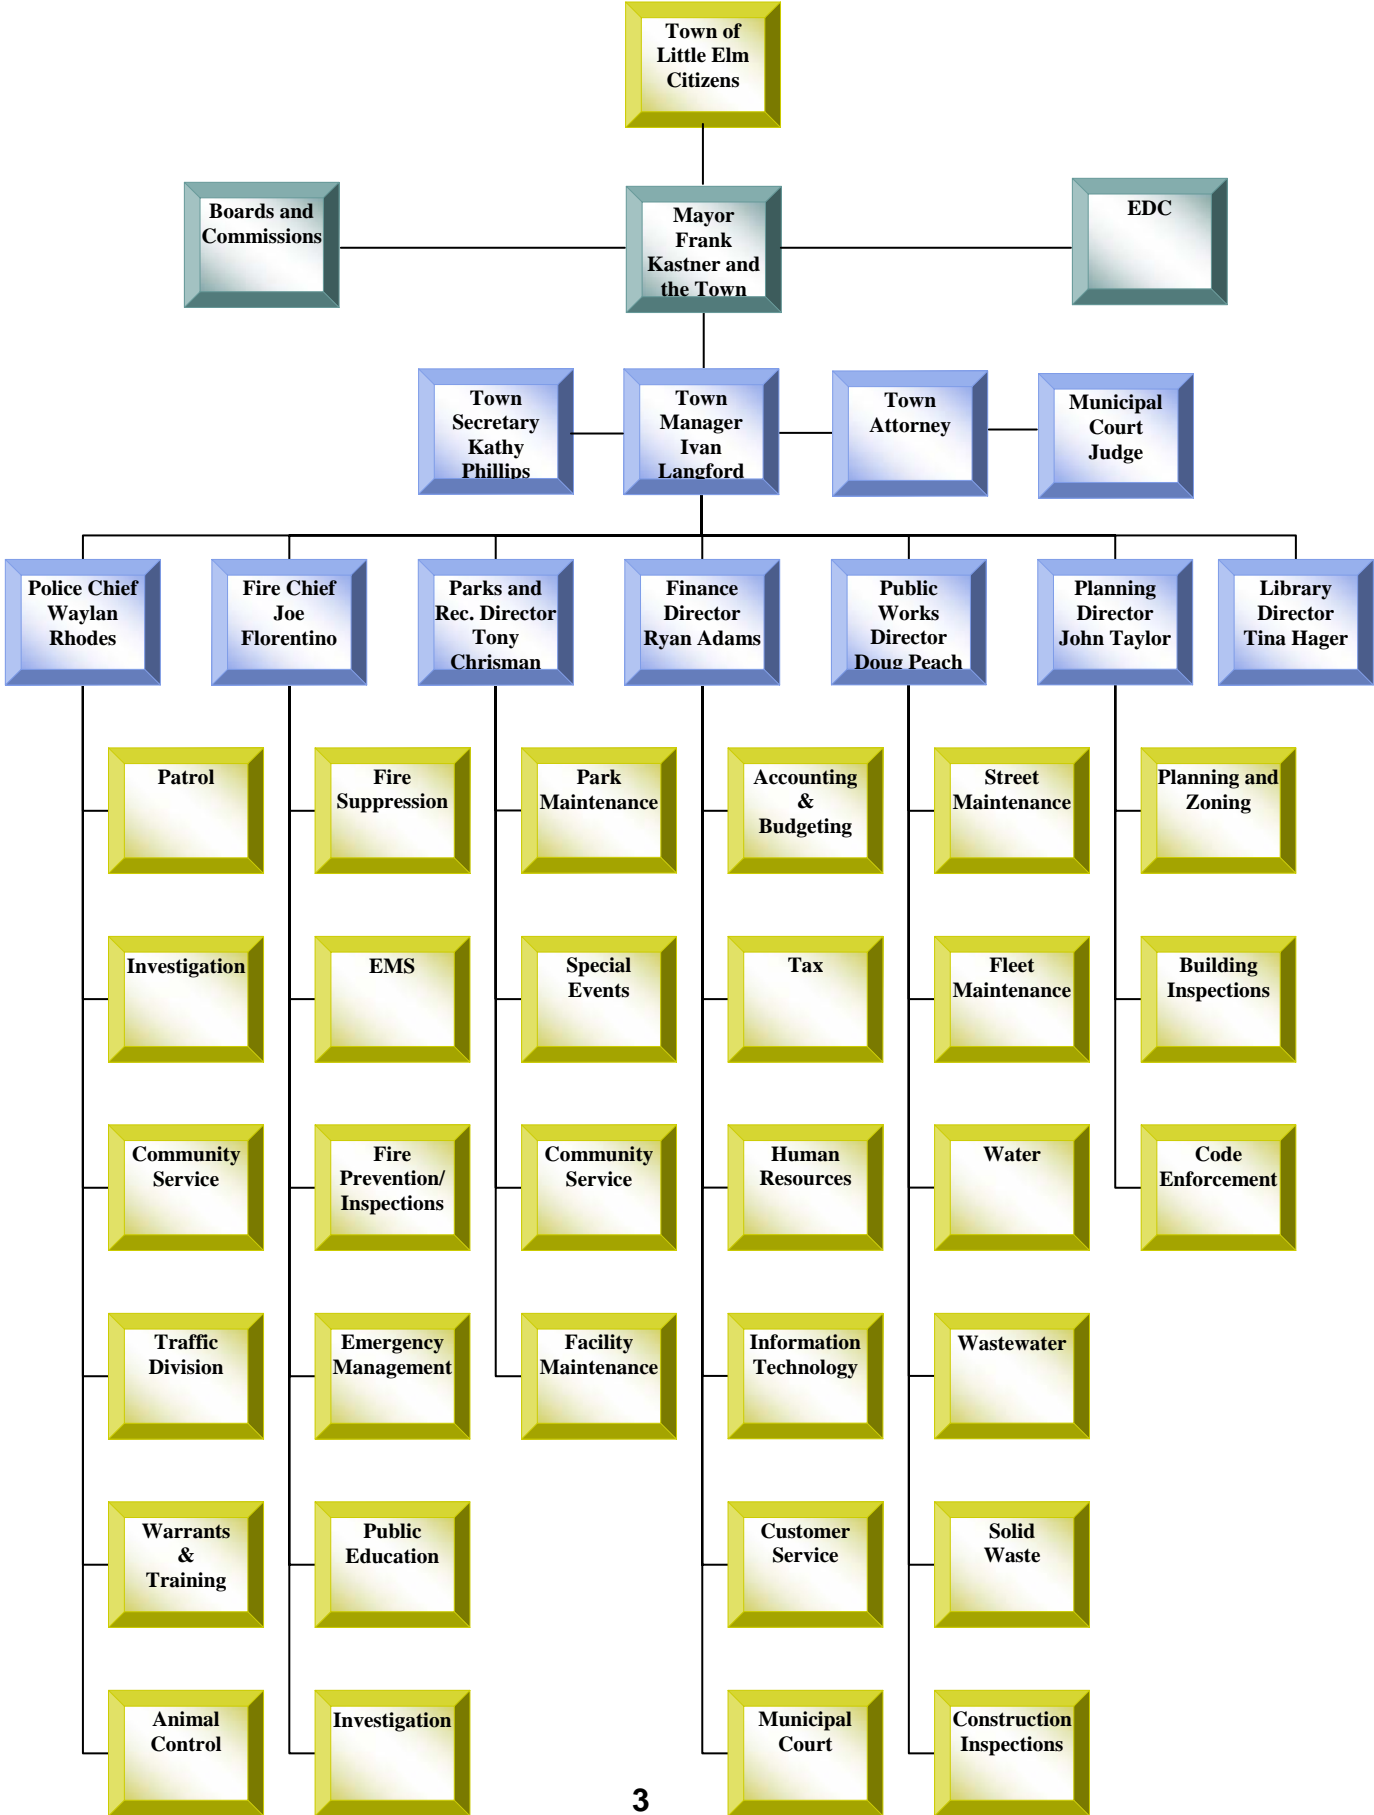 Town of
Little Elm
Citizens
Boards and
Commissions
Mayor
Frank
Kastner and
the Town
EDC
Town
Secretary
Kathy
Phillips
Town
Manager
Ivan
Langford
Town
Attorney
Municipal
Court
Judge
Police Chief
Waylan
Rhodes
Fire Chief
Joe
Florentino
Parks and
Rec. Director
Tony
Chrisman
Finance
Director
Ryan Adams
Public
Works
Director
Doug Peach
Planning
Director
John Taylor
Library
Director
Tina Hager
Patrol
Fire
Suppression
Park
Maintenance
Accounting
&
Budgeting
Street
Maintenance
Planning and
Zoning
Investigation
EMS
Special
Events
Tax
Fleet
Maintenance
Building
Inspections
Community
Service
Fire
Prevention/
Inspections
Community
Service
Human
Resources
Water
Code
Enforcement
Traffic
Division
Emergency
Management
Facility
Maintenance
Information
Technology
Wastewater
Warrants
&
Training
Public
Education
Customer
Service
Solid
Waste
Animal
Control
Investigation
Municipal
Court
Construction
Inspections
3